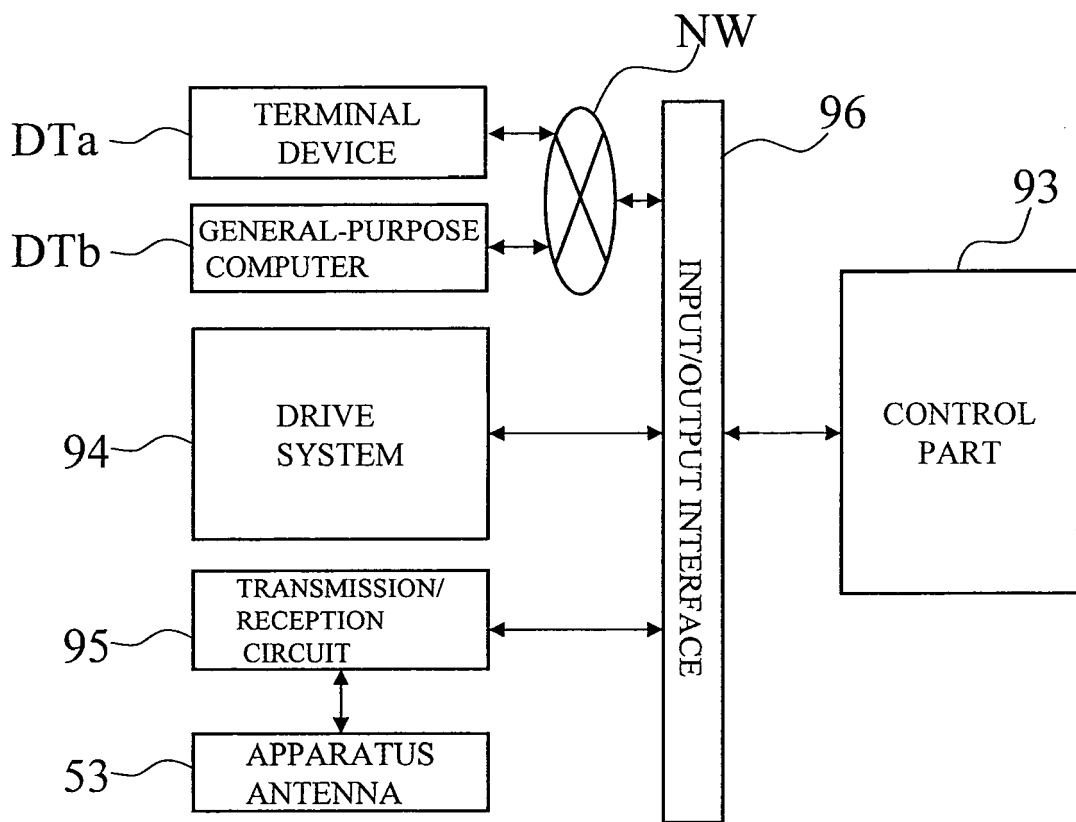 NW
TERMINAL
DEVICE
DTa
96
GENERAL-PURPOSE
COMPUTER
DTb
93
INPUT/OUTPUT INTERFACE
DRIVE
SYSTEM
94
CONTROL
PART
TRANSMISSION/
RECEPTION
CIRCUIT
95
APPARATUS
ANTENNA
53